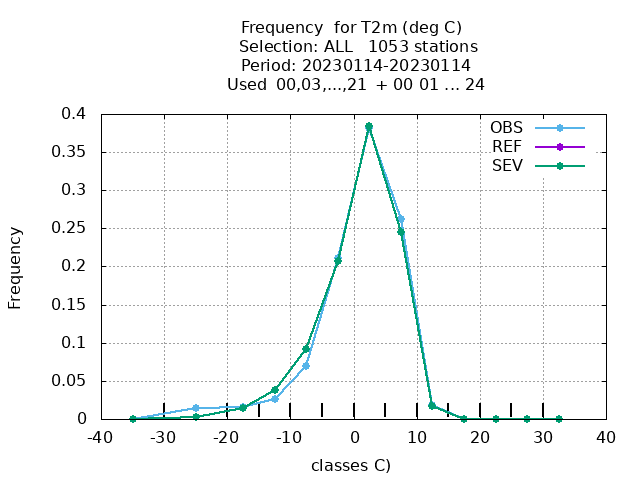 Frequency  for T2m (deg C)
Selection: ALL   1053 stations
Period: 20230114-20230114
Used  00,03,...,21  + 00 01 ... 24
0.4
0.35
0.3
0.25
0.2
0.15
0.1
0.05
0
Frequency
OBS
REF
SEV
-40 -30 -20 -10 0 10 20 30 40
classes C)